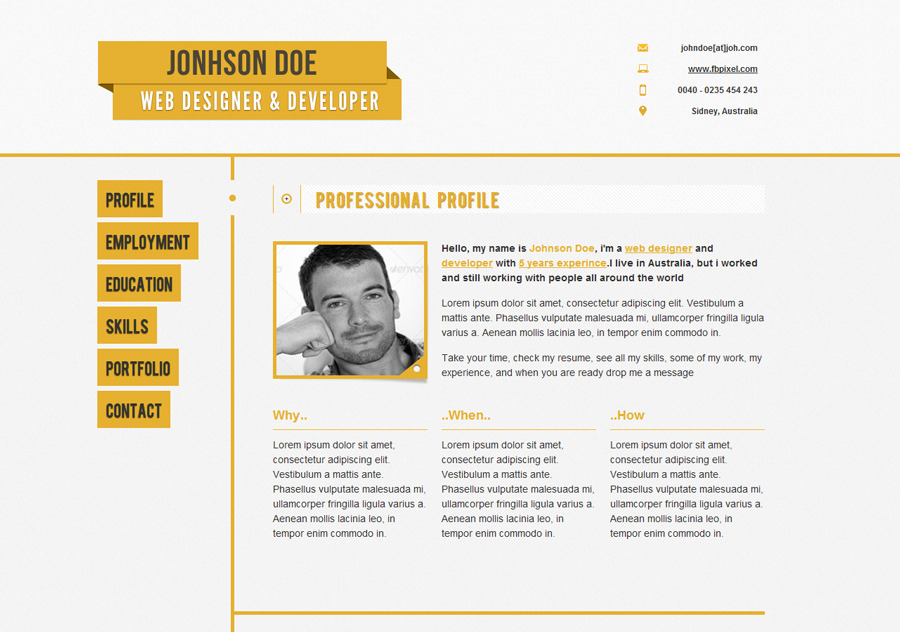 JONHSON DOE
WEB DESIGNER & DEVELOPER
johndoe[at]joh.com
www.fbpixel.com
0040 - 0235 454 243
Sidney, Australia
PROFILE
EMPLOYMENT
EDUCATION
SKILLS
PORTFOLIO
CONTACT
PROFESSIONAL PROFILE
Hello, my name is Johnson Doe, i'm a web designer and
developer with 5 years experince.I live in Australia, but i worked
and still working with people all around the world
Lorem ipsum dolor sit amet, consectetur adipiscing elit. Vestibulum a
mattis ante. Phasellus vulputate malesuada mi, ullamcorper fringilla ligula
varius a. Aenean mollis lacinia leo, in tempor enim commodo in.
Take your time, check my resume, see all my skills, some of my work, my
experience, and when you are ready drop me a message
Why..
Lorem ipsum dolor sit amet,
consectetur adipiscing elit.
Vestibulum a mattis ante.
Phasellus vulputate malesuada mi,
ullamcorper fringilla ligula varius a.
Aenean mollis lacinia leo, in
tempor enim commodo in.
..When..
Lorem ipsum dolor sit amet,
consectetur adipiscing elit.
Vestibulum a mattis ante.
Phasellus vulputate malesuada mi,
ullamcorper fringilla ligula varius a.
Aenean mollis lacinia leo, in
tempor enim commodo in.
..How
Lorem ipsum dolor sit amet,
consectetur adipiscing elit.
Vestibulum a mattis ante.
Phasellus vulputate malesuada mi,
ullamcorper fringilla ligula varius a.
Aenean mollis lacinia leo, in
tempor enim commodo in.